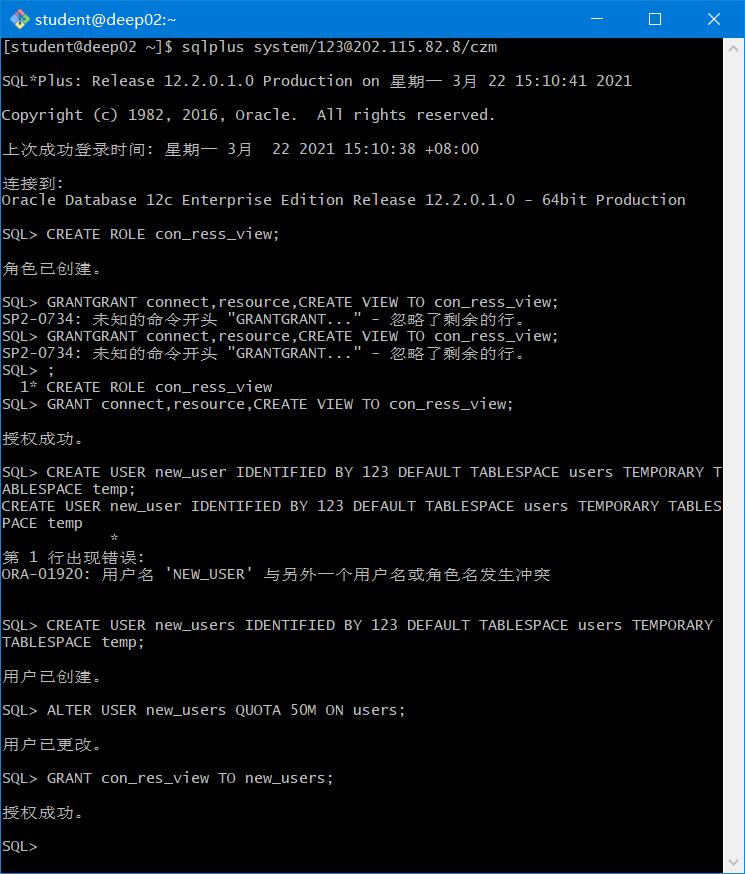 student@deep02:~
[student@deep02 ~]$ sqlplus system/123@202.115.82.8/czm
SQL*Plus: Release 12.2.0.1.0 Production on 星期一 3月 22 15:10:41 2021
Copyright (c) 1982, 2016, Oracle.  All rights reserved.
上次成功登录时间: 星期一 3月  22 2021 15:10:38 +08:00
连接到:
Oracle Database 12c Enterprise Edition Release 12.2.0.1.0 - 64bit Production
SQL> CREATE ROLE con_ress_view;
角色已创建。
SQL> GRANTGRANT connect,resource,CREATE VIEW TO con_ress_view;
SP2-0734: 未知的命令开头 "GRANTGRANT..." - 忽略了剩余的行。
SQL> GRANTGRANT connect,resource,CREATE VIEW TO con_ress_view;
SP2-0734: 未知的命令开头 "GRANTGRANT..." - 忽略了剩余的行。
SQL> ;
  1* CREATE ROLE con_ress_view
SQL> GRANT connect,resource,CREATE VIEW TO con_ress_view;
授权成功。
SQL> CREATE USER new_user IDENTIFIED BY 123 DEFAULT TABLESPACE users TEMPORARY T
ABLESPACE temp;
CREATE USER new_user IDENTIFIED BY 123 DEFAULT TABLESPACE users TEMPORARY TABLES
PACE temp
            *
第 1 行出现错误:
ORA-01920: 用户名 'NEW_USER' 与另外一个用户名或角色名发生冲突
SQL> CREATE USER new_users IDENTIFIED BY 123 DEFAULT TABLESPACE users TEMPORARY
TABLESPACE temp;
用户已创建。
SQL> ALTER USER new_users QUOTA 50M ON users;
用户已更改。
SQL> GRANT con_res_view TO new_users;
授权成功。
SQL>